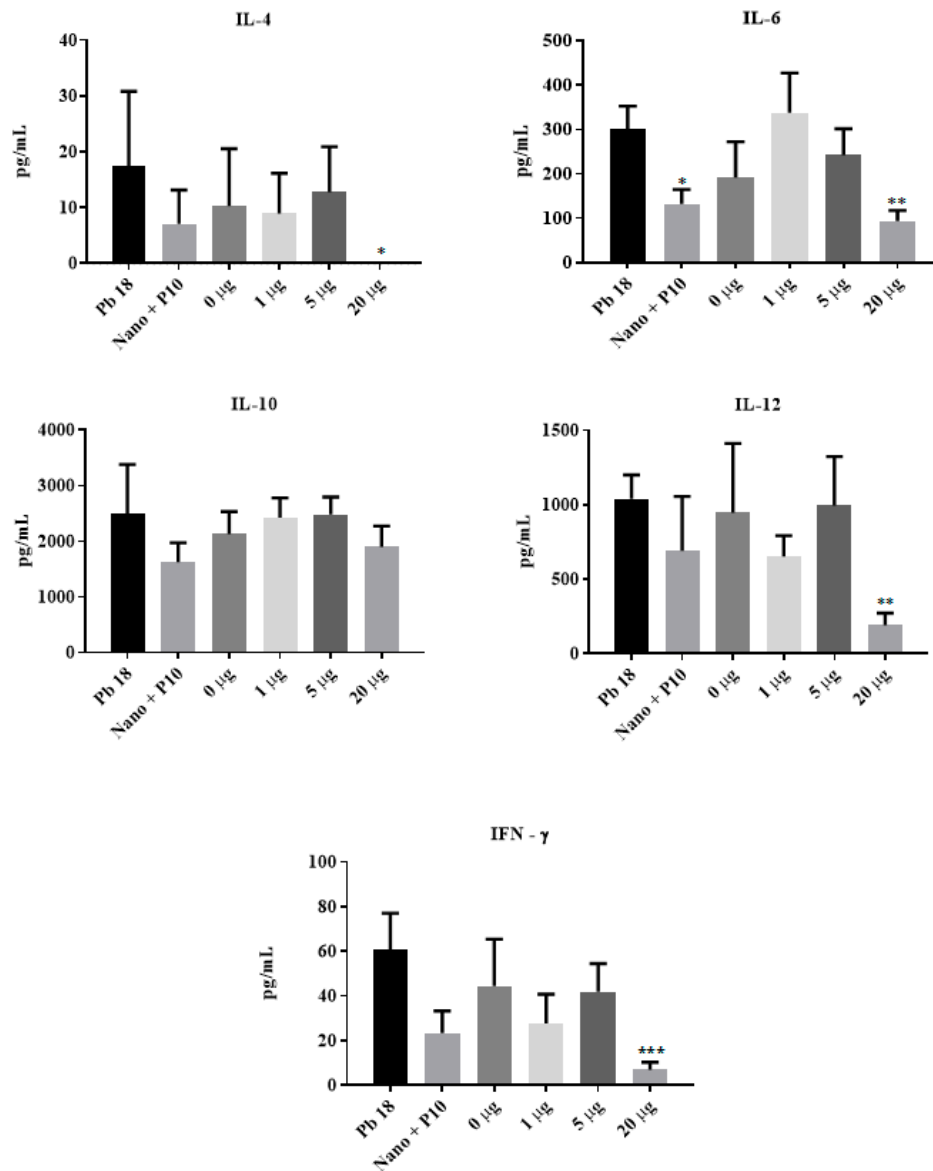 IL-4
40
30
20
10
0
pg/mL
Pb 18
Nano + P10
0 µg
1 µg
5 µg
20 µg
*
IL-6
500
400
300
200
100
0
pg/mL
Pb 18
Nano + P10
0 µg
1 µg
5 µg
20 µg
*
**
IL-10
4000
3000
2000
1000
0
pg/mL
Pb 18
Nano + P10
0 µg
1 µg
5 µg
20 µg
IL-12
1500
1000
500
0
pg/mL
Pb 18
Nano + P10
0 µg
1 µg
5 µg
20 µg
**
IFN - γ
100
80
60
40
20
0
pg/mL
Pb 18
Nano + P10
0 µg
1 µg
5 µg
20 µg
***